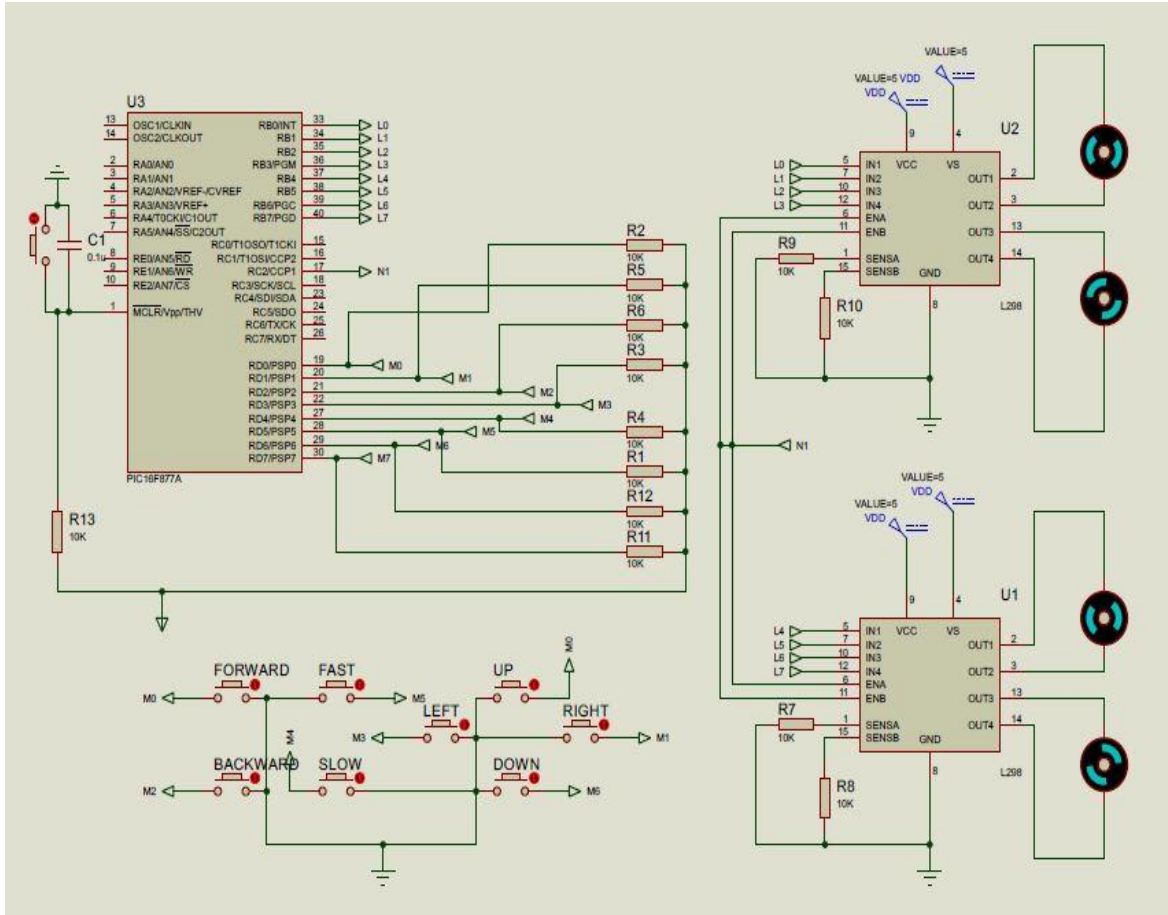 U3
13 OSC1/CLKIN RB0/INT 33 L0
14 OSC2/CLKOUT RB1 34 L1
RB2 35 L2
2 RA0/AN0 RB3/PGM 36 L3
3 RA1/AN1 RB4 37 L4
4 RA2/AN2/VREF-/CVREF RB5 38 L5
5 RA3/AN3/VREF+ RB6/PGC 39 L6
6 RA4/T0CKI/C1OUT RB7/PGD 40 L7
7 RA5/AN4/SS/C2OUT
RC0/T1OSO/T1CKI 15
8 RE0/AN5/RD RC1/T1OSI/CCP2 16
9 RE1/AN6/WR RC2/CCP1 17 N1
10 RE2/AN7/CS RC3/SCK/SCL 18
RC4/SDI/SDA 23
1 MCLR/Vpp/THV RC5/SDO 24
RC6/TX/CK 25
RC7/RX/DT 26
RD0/PSP0 19 M0
RD1/PSP1 20 M1
RD2/PSP2 21 M2
RD3/PSP3 22 M3
RD4/PSP4 27 M4
RD5/PSP5 28 M5
RD6/PSP6 29 M6
RD7/PSP7 30 M7
PIC16F877A
C1
0.1u
R13
10K
R2
10K
R5
10K
R6
10K
R3
10K
R4
10K
R1
10K
R12
10K
R11
10K
VALUE=5
VALUE=5 VDD
VDD
U2
9 4
VCC VS
L0 5 IN1 OUT1 2
L1 7 IN2 OUT2 3
L2 10 IN3 OUT3 13
L3 12 IN4 OUT4 14
6 ENA
11 ENB
1 SENSA
15 SENSB
GND
8
L298
R9
10K
R10
10K
N1
VALUE=5
VALUE=5 VDD
VDD
U1
9 4
VCC VS
L4 5 IN1 OUT1 2
L5 7 IN2 OUT2 3
L6 10 IN3 OUT3 13
L7 12 IN4 OUT4 14
6 ENA
11 ENB
1 SENSA
15 SENSB
GND
8
L298
R7
10K
R8
10K
FORWARD FAST UP M0
M0 M5
LEFT RIGHT
M4 M3 M1
BACKWARD SLOW DOWN
M2 M6